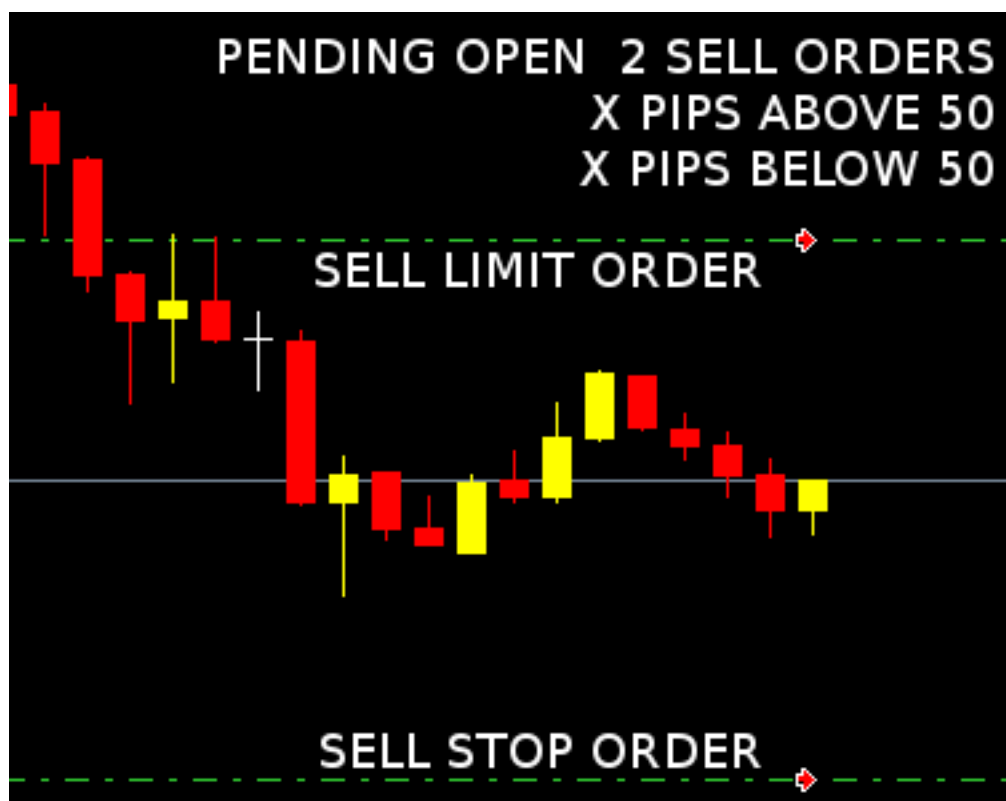 PENDING OPEN  2 SELL ORDERS
X PIPS ABOVE 50
X PIPS BELOW 50
SELL LIMIT ORDER
SELL STOP ORDER